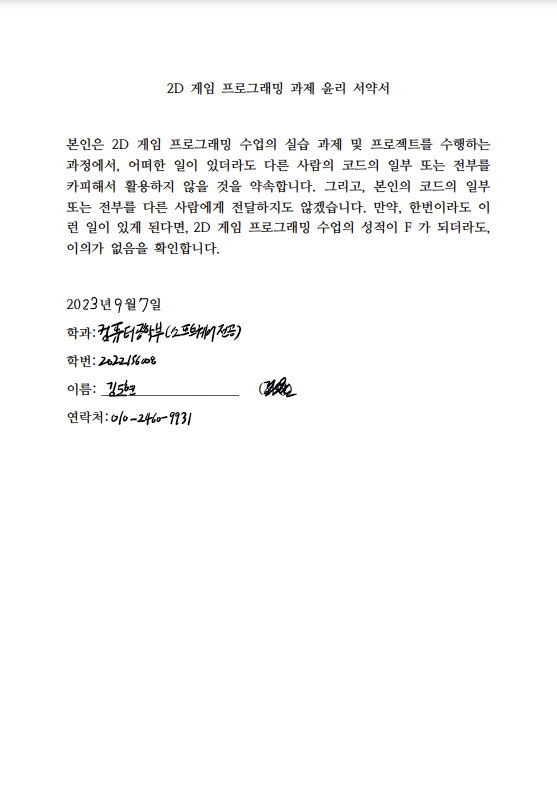 2D 게임 프로그래밍 과제 윤리 서약서
본인은 2D 게임 프로그래밍 수업의 실습 과제 및 프로젝트를 수행하는
과정에서, 어떠한 일이 있더라도 다른 사람의 코드의 일부 또는 전부를
카피해서 활용하지 않을 것을 약속합니다. 그리고, 본인의 코드의 일부
또는 전부를 다른 사람에게 전달하지도 않겠습니다. 만약, 한번이라도 이
런 일이 있게 된다면, 2D 게임 프로그래밍 수업의 성적이 F 가 되더라도,
이의가 없음을 확인합니다.
2023년 9월 7일
학과: 컴퓨터공학부(소프트웨어전공)
학번: 2022156008
이름: 김도현
연락처: 010-2460-9931